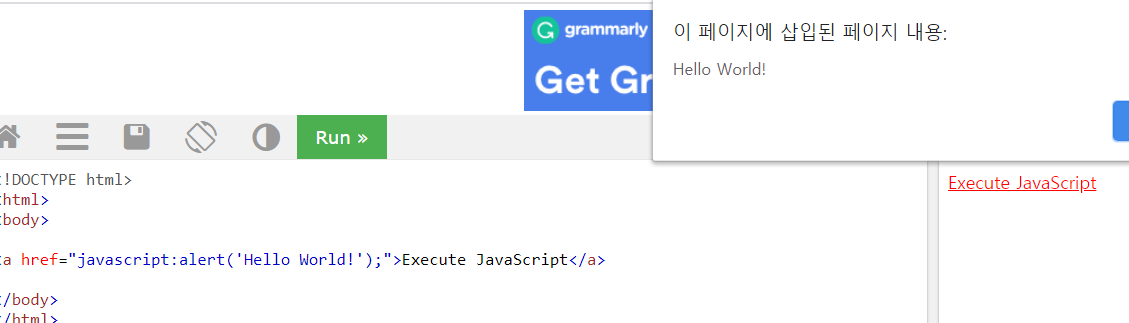 grammarly
Get Gr
이 페이지에 삽입된 페이지 내용:
Hello World!
Run »
!DOCTYPE html>
html>
body>
a href="javascript:alert('Hello World!');">Execute JavaScript</a>
/body>
/html>
Execute JavaScript